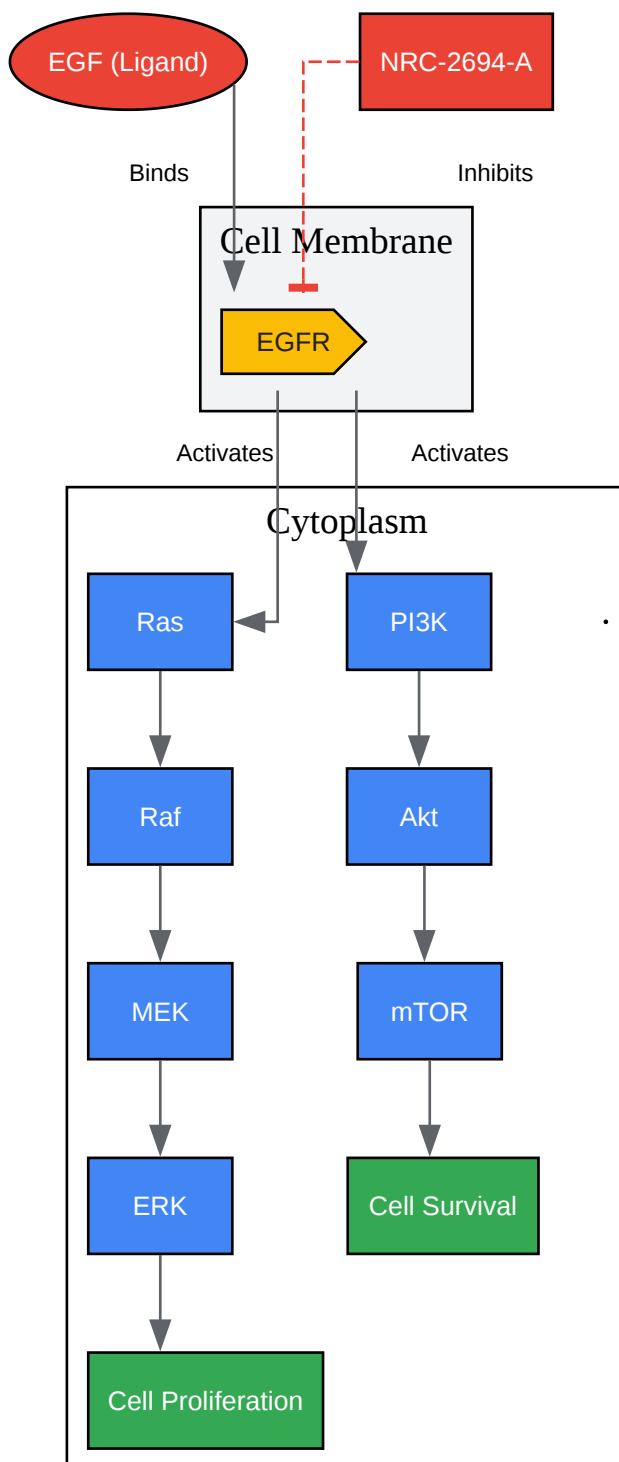 EGF (Ligand)
NRC-2694-A
Binds
Inhibits
Cell Membrane
EGFR
Activates
Activates
Cytoplasm
Ras
PI3K
.
Raf
Akt
MEK
mTOR
ERK
Cell Survival
Cell Proliferation